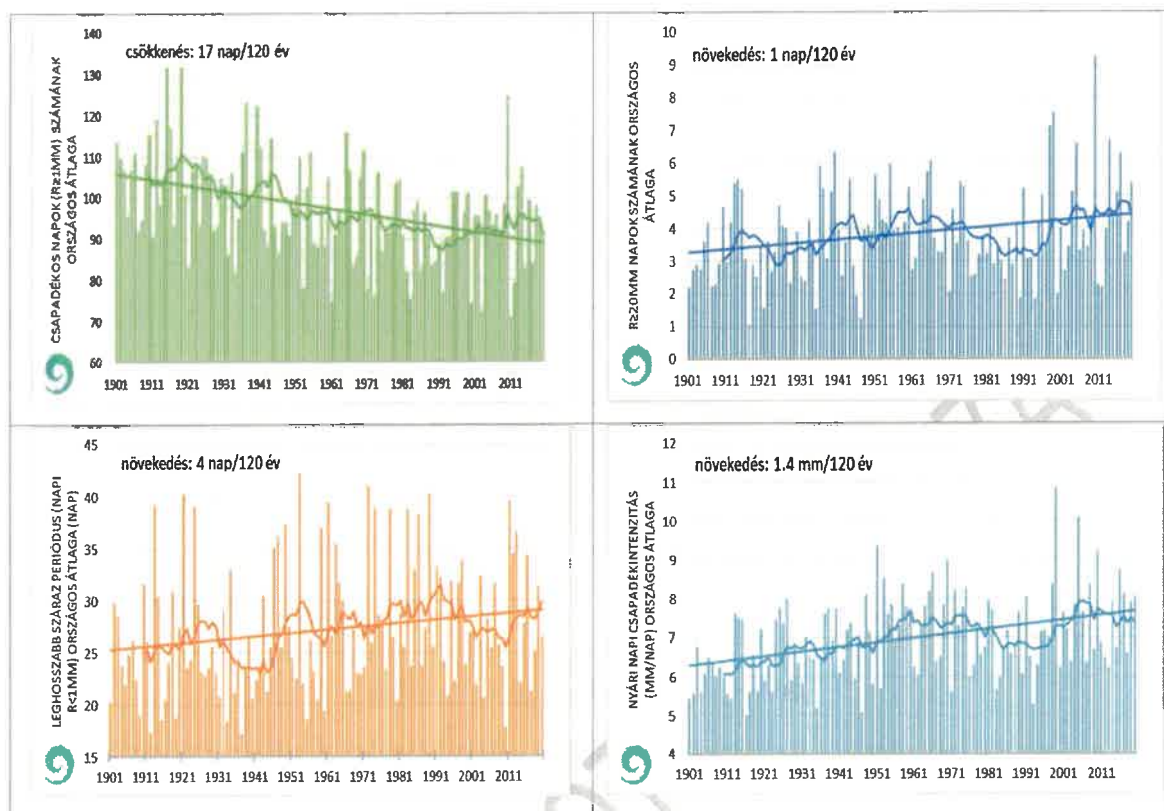 csökkenés: 17 nap/120 év
CSAPADÉKOS NAPOK (R≥1MM) SZÁMÁNAK
ORSZÁGOS ÁTLAGA
140
130
120
110
100
90
80
70
60
1901 1911 1921 1931 1941 1951 1961 1971 1981 1991 2001 2011
növekedés: 1 nap/120 év
R≥20MM NAPOK SZÁMÁNAK ORSZÁGOS
ÁTLAGA
10
9
8
7
6
5
4
3
2
1
0
1901 1911 1921 1931 1941 1951 1961 1971 1981 1991 2001 2011
növekedés: 4 nap/120 év
LEGHOSSZABB SZÁRAZ PERIÓDUS (NAPI
R<1MM) ORSZÁGOS ÁTLAGA (NAP)
45
40
35
30
25
20
15
1901 1911 1921 1931 1941 1951 1961 1971 1981 1991 2001 2011
növekedés: 1.4 mm/120 év
NYÁRI NAPI CSAPADÉKINTENZITÁS
(MM/NAP) ORSZÁGOS ÁTLAGA
12
11
10
9
8
7
6
5
4
1901 1911 1921 1931 1941 1951 1961 1971 1981 1991 2001 2011